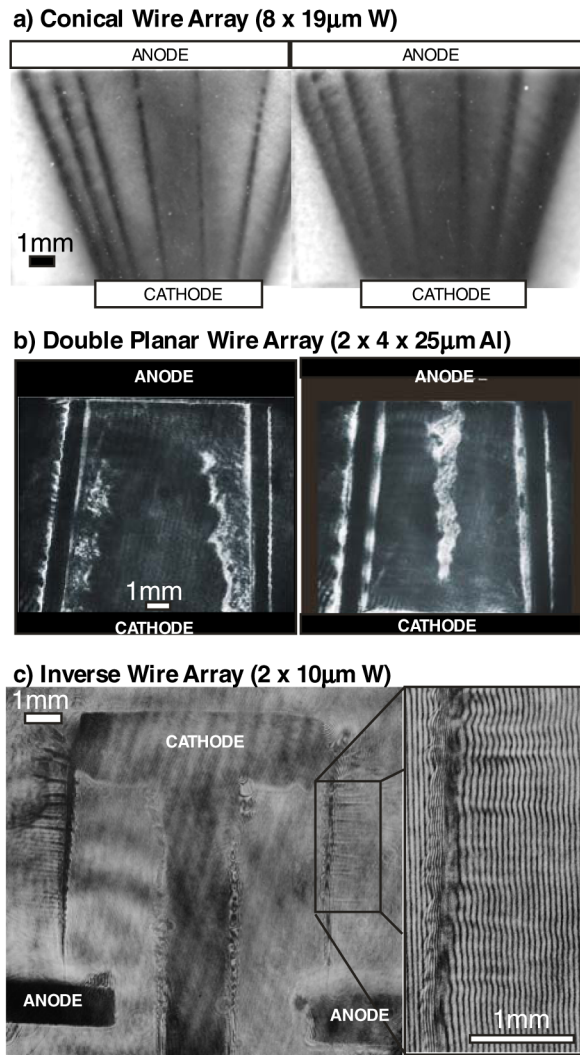 a) Conical Wire Array (8 x 19µm W)
ANODE
ANODE
1mm
CATHODE
CATHODE
b) Double Planar Wire Array (2 x 4 x 25µm Al)
ANODE
ANODE
1mm
CATHODE
CATHODE
c) Inverse Wire Array (2 x 10µm W)
1mm
CATHODE
ANODE
ANODE
1mm